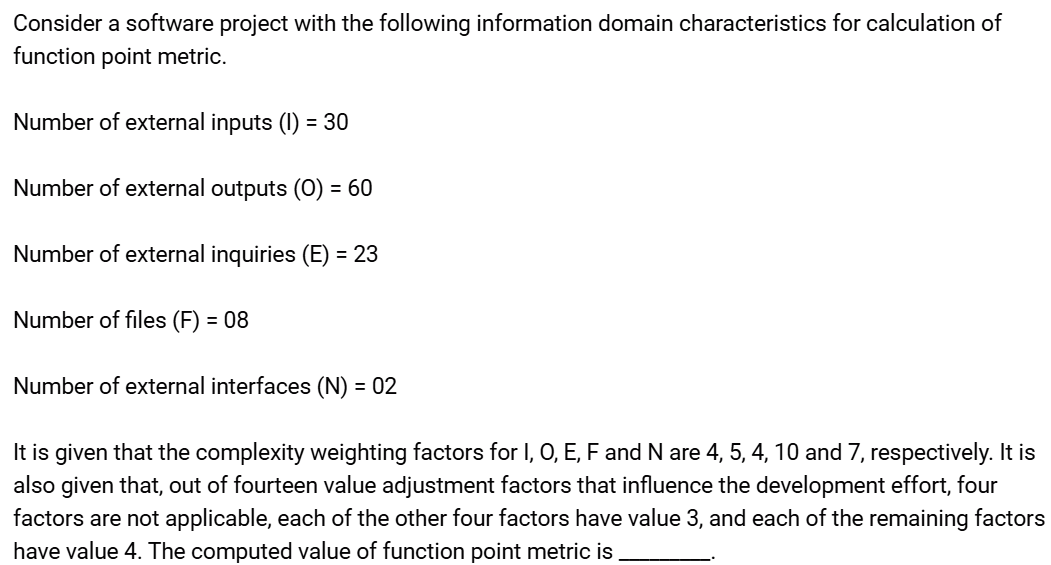 Consider a software project with the following information domain characteristics for calculation of
function point metric.
Number of external inputs (I) = 30
Number of external outputs (O) = 60
Number of external inquiries (E) = 23
Number of files (F) = 08
Number of external interfaces (N) = 02
It is given that the complexity weighting factors for I, O, E, F and N are 4, 5, 4, 10 and 7, respectively. It is
also given that, out of fourteen value adjustment factors that influence the development effort, four
factors are not applicable, each of the other four factors have value 3, and each of the remaining factors
have value 4. The computed value of function point metric is _________.